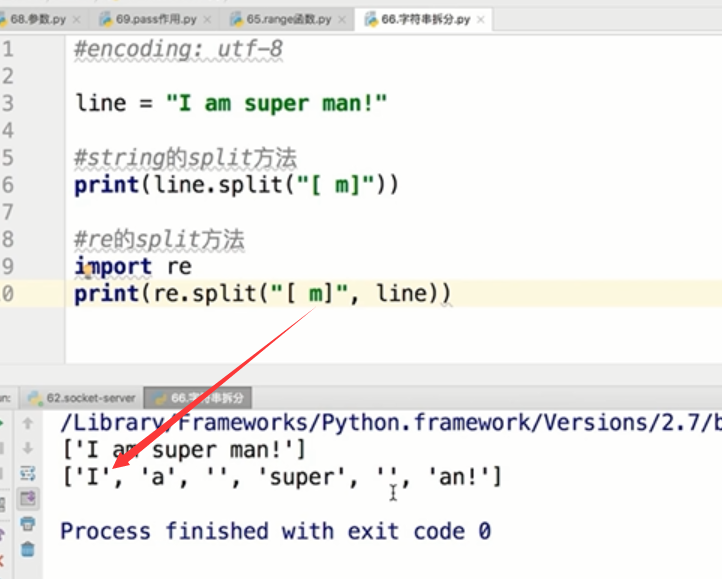 68.参数.py 69.pass作用.py 65.range函数.py 66.字符串拆分.py
1 #encoding: utf-8
2
3 line = "I am super man!"
4
5 #string的split方法
6 print(line.split("[ m]"))
7
8 #re的split方法
9 import re
0 print(re.split("[ m]", line))
un: 62.socket-server 66.字符串拆分
/Library/Frameworks/Python.framework/Versions/2.7/b
['I am super man!']
['I', 'a', '', 'super', '', 'an!']
Process finished with exit code 0